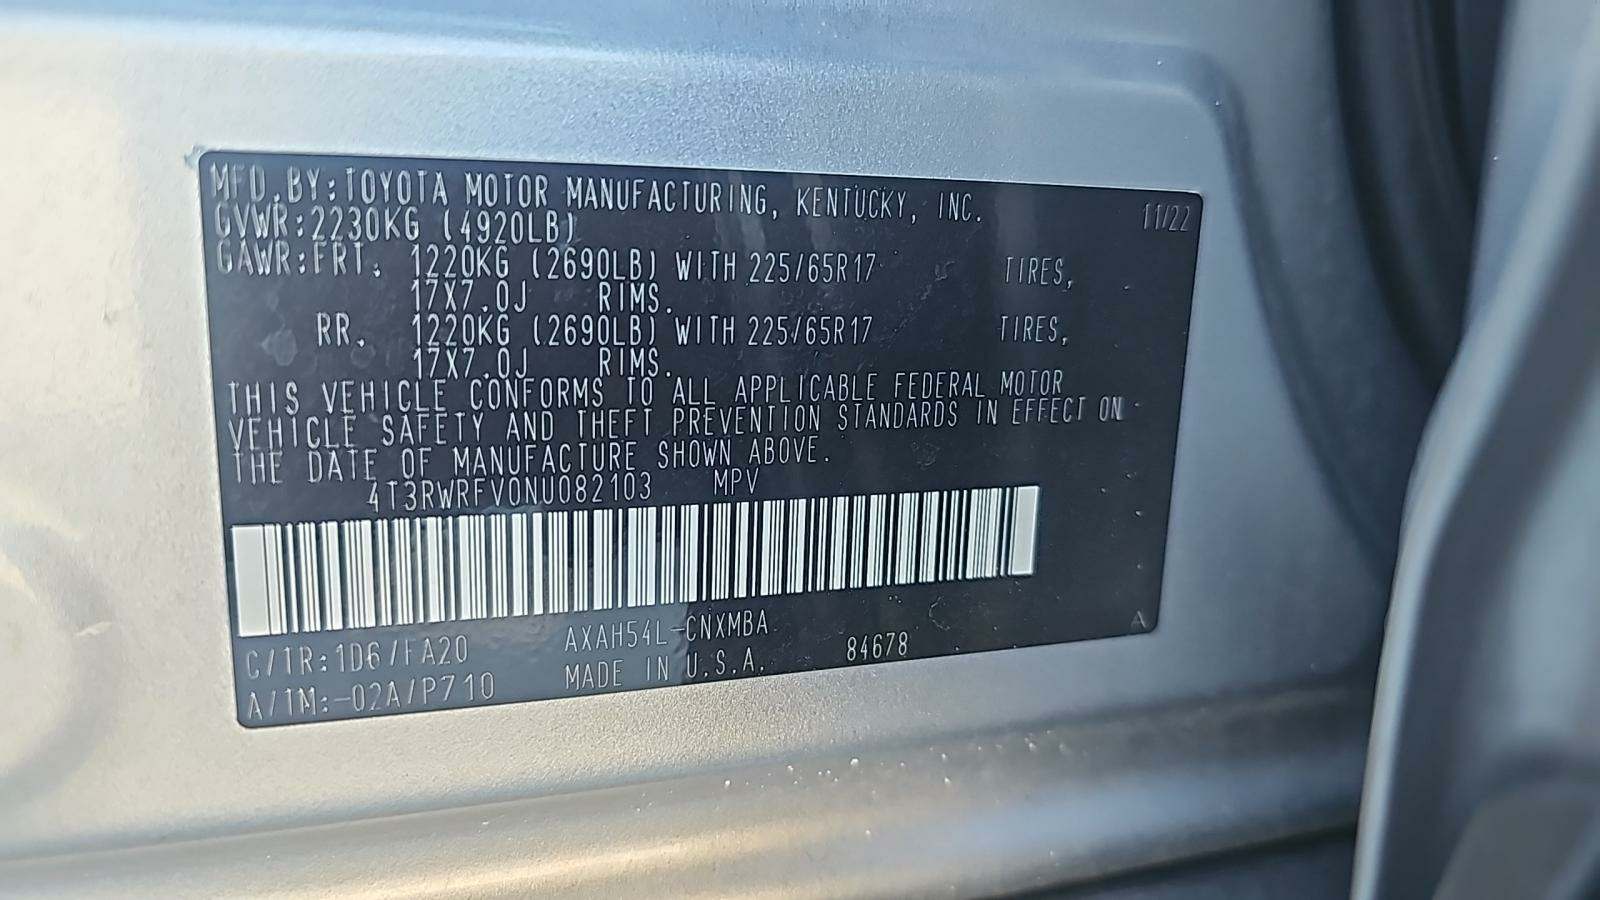 MFD.BY:TOYOTA MOTOR MANUFACTURING, KENTUCKY, INC. 11/22
GVWR:2230KG (4920LB)
GAWR:FRT. 1220KG (2690LB) WITH 225/65R17 TIRES,
17X7.0J RIMS.
RR. 1220KG (2690LB) WITH 225/65R17 TIRES,
17X7.0J RIMS.
THIS VEHICLE CONFORMS TO ALL APPLICABLE FEDERAL MOTOR
VEHICLE SAFETY AND THEFT PREVENTION STANDARDS IN EFFECT ON
THE DATE OF MANUFACTURE SHOWN ABOVE.
4T3RWRFV0NU082103 MPV
C/TR:1D6/FA20 AXAH54L-CNXMBA
A/TM:-02A/P710 MADE IN U.S.A. 84678 A